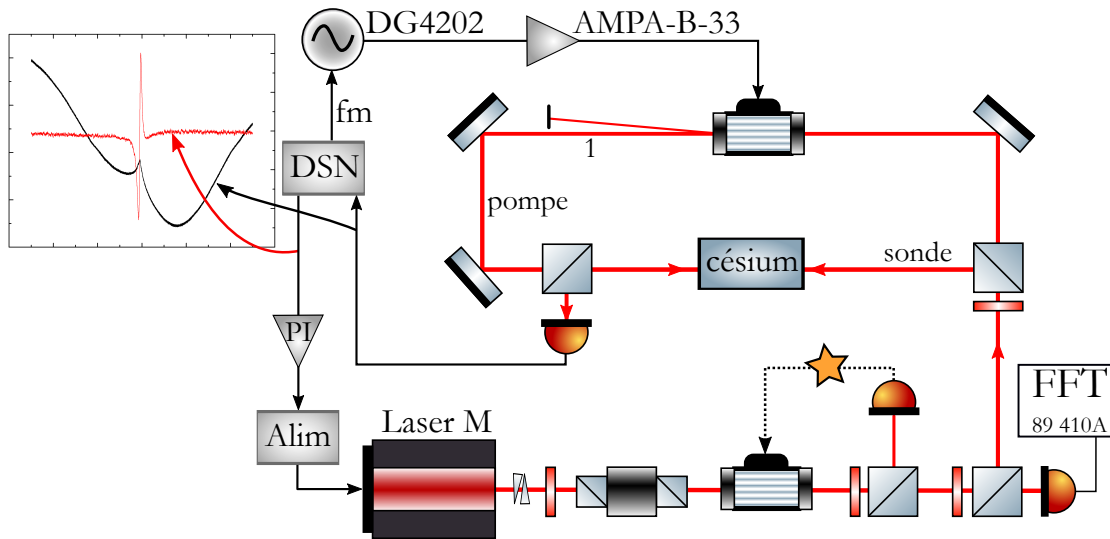 DG4202
AMPA-B-33
fm
DSN
1
pompe
césium
sonde
PI
FFT
89 410A
Alim
Laser M